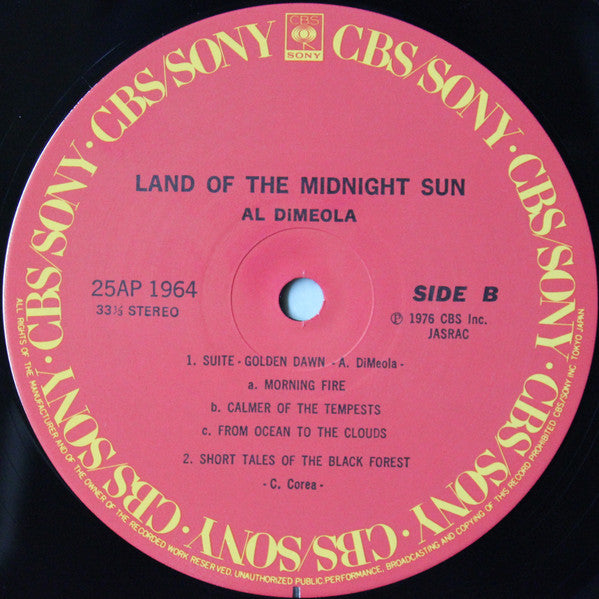 CBS
SONY
CBS/SONY · CBS/SONY · CBS/SONY · CBS/SONY · CBS/SONY · CBS/SONY · CBS/SONY · CBS/SONY
LAND OF THE MIDNIGHT SUN
AL DiMEOLA
25AP 1964
33⅓ STEREO
SIDE B
Ⓟ 1976 CBS Inc.
JASRAC
1. SUITE - GOLDEN DAWN - A. DiMeola -
a. MORNING FIRE
b. CALMER OF THE TEMPESTS
c. FROM OCEAN TO THE CLOUDS
2. SHORT TALES OF THE BLACK FOREST
- C. Corea -
ALL RIGHTS OF THE MANUFACTURER AND OF THE OWNER OF THE RECORDED WORK RESERVED. UNAUTHORIZED PUBLIC PERFORMANCE, BROADCASTING AND COPYING OF THIS RECORD PROHIBITED CBS/SONY INC. TOKYO JAPAN.